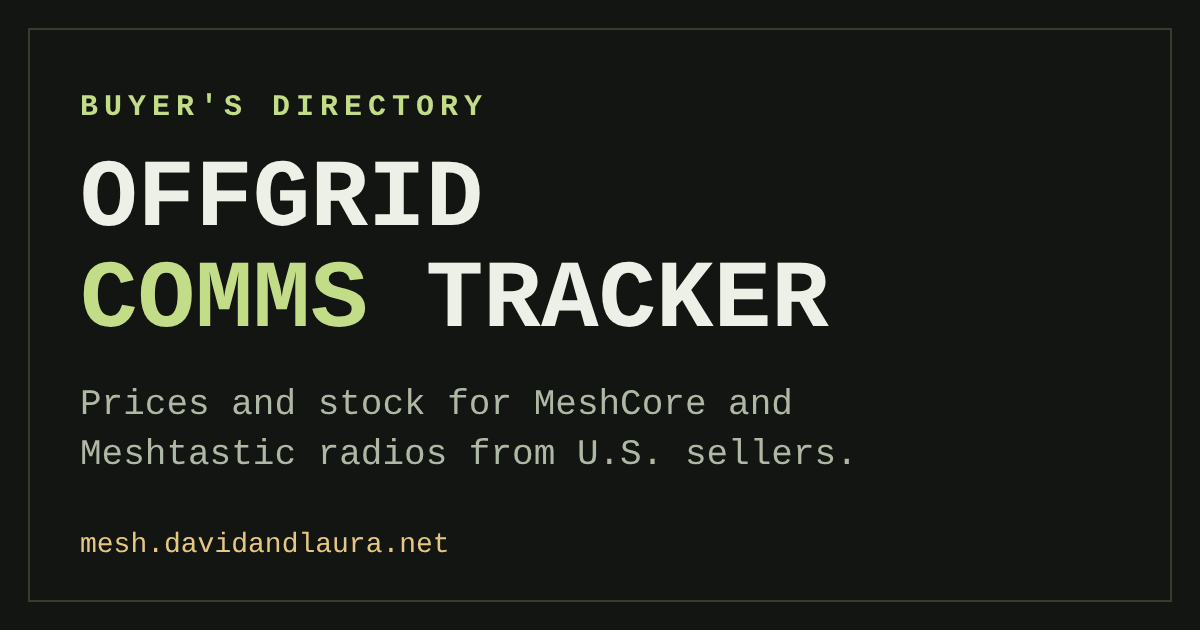 BUYER'S DIRECTORY
OFFGRID
COMMS TRACKER
Prices and stock for MeshCore and
Meshtastic radios from U.S. sellers.
mesh.davidandlaura.net